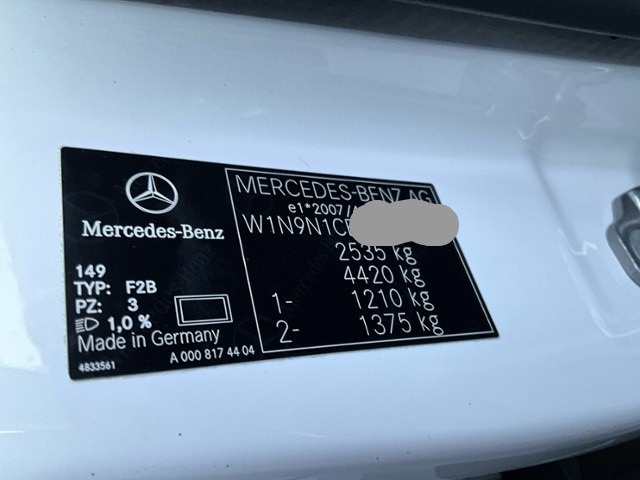 Mercedes-Benz
149
TYP: F2B
PZ: 3
1,0 %
Made in Germany
A 000 817 44 04
4833561
MERCEDES-BENZ AG
e1*2007/
W1N9N1C
2535 kg
4420 kg
1- 1210 kg
2- 1375 kg